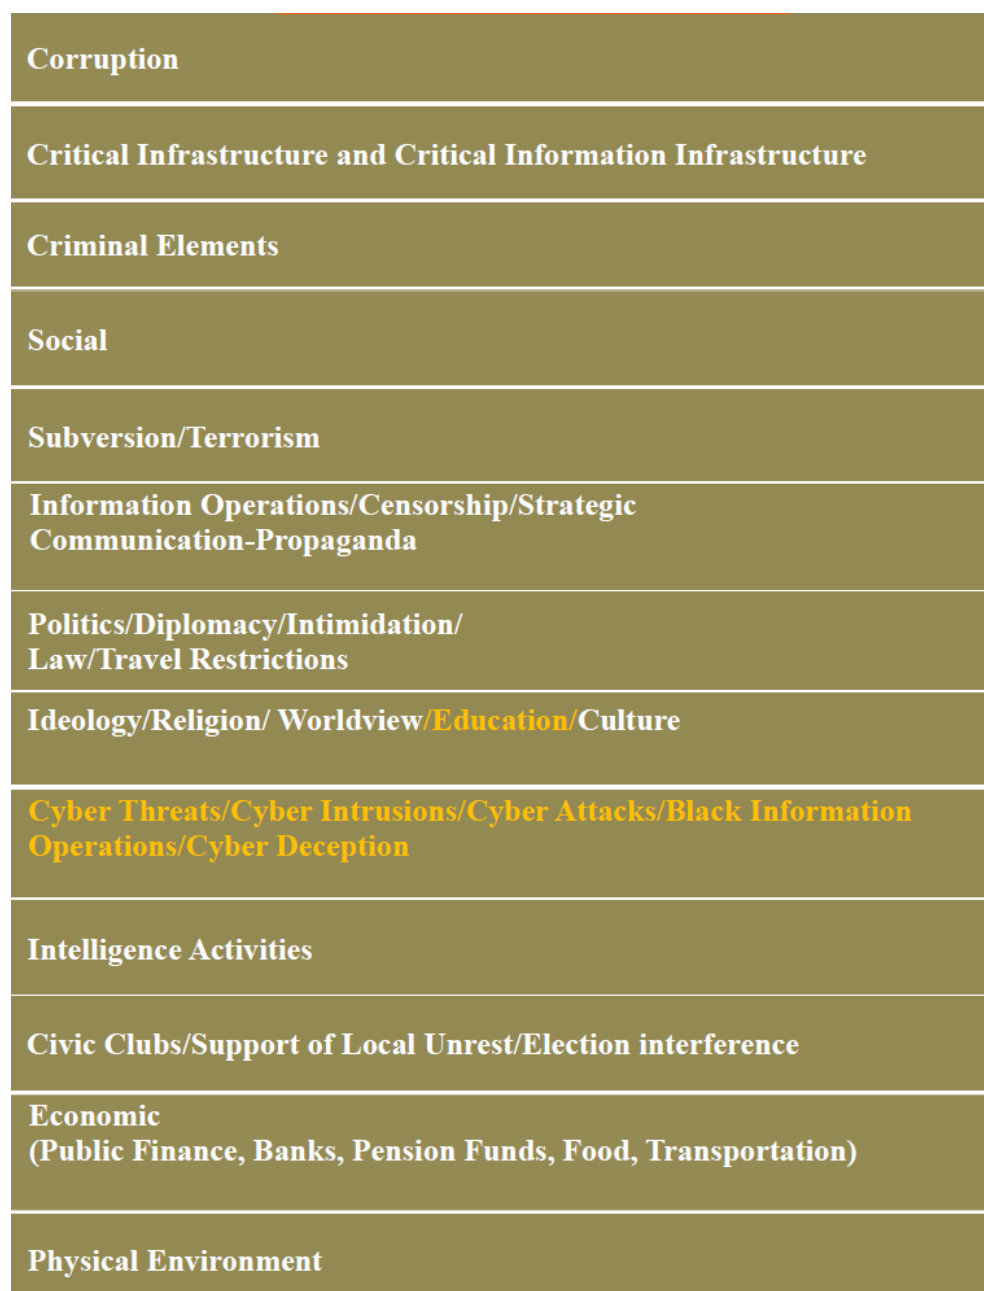 Corruption
Critical Infrastructure and Critical Information Infrastructure
Criminal Elements
Social
Subversion/Terrorism
Information Operations/Censorship/Strategic
Communication-Propaganda
Politics/Diplomacy/Intimidation/
Law/Travel Restrictions
Ideology/Religion/ Worldview/Education/Culture
Cyber Threats/Cyber Intrusions/Cyber Attacks/Black Information
Operations/Cyber Deception
Intelligence Activities
Civic Clubs/Support of Local Unrest/Election interference
Economic
(Public Finance, Banks, Pension Funds, Food, Transportation)
Physical Environment